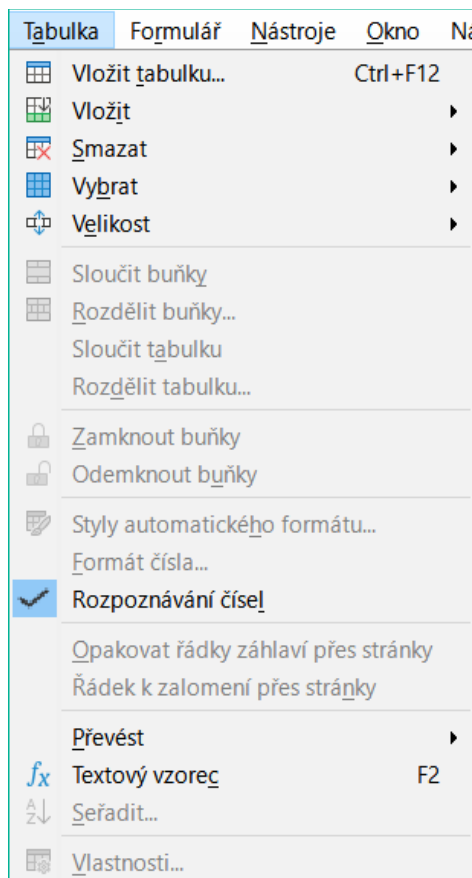 Tabulka Formulář Nástroje Okno
Vložit tabulku... Ctrl+F12
Vložit
Smazat
Vybrat
Velikost
Sloučit buňky
Rozdělit buňky...
Sloučit tabulku
Rozdělit tabulku...
Zamknout buňky
Odemknout buňky
Styly automatického formátu...
Formát čísla...
Rozpoznávání čísel
Opakovat řádky záhlaví přes stránky
Řádek k zalomení přes stránky
Převést
Textový vzorec F2
Seřadit...
Vlastnosti...